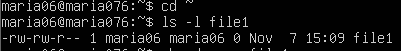 maria06@maria076:~$ cd ~
maria06@maria076:~$ ls -l file1
-rw-rw-r-- 1 maria06 maria06 0 Nov  7 15:09 file1